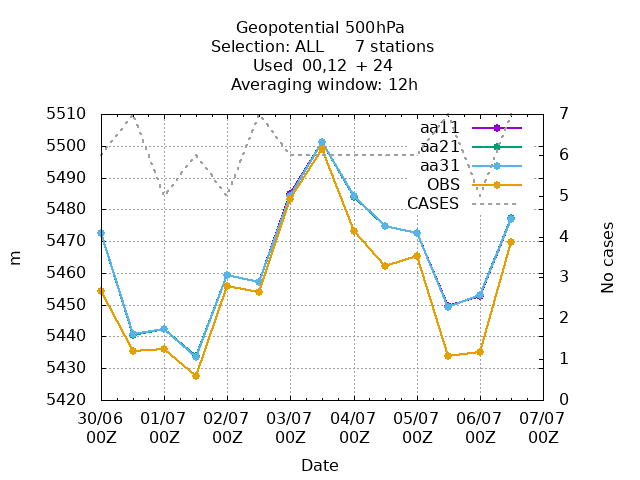 Geopotential 500hPa
Selection: ALL 7 stations
Used 00,12 + 24
Averaging window: 12h
5510
5500
5490
5480
5470
5460
5450
5440
5430
5420
m
7
6
5
4
3
2
1
0
No cases
aa11
aa21
aa31
OBS
CASES
30/06 01/07 02/07 03/07 04/07 05/07 06/07 07/07
00Z 00Z 00Z 00Z 00Z 00Z 00Z 00Z
Date